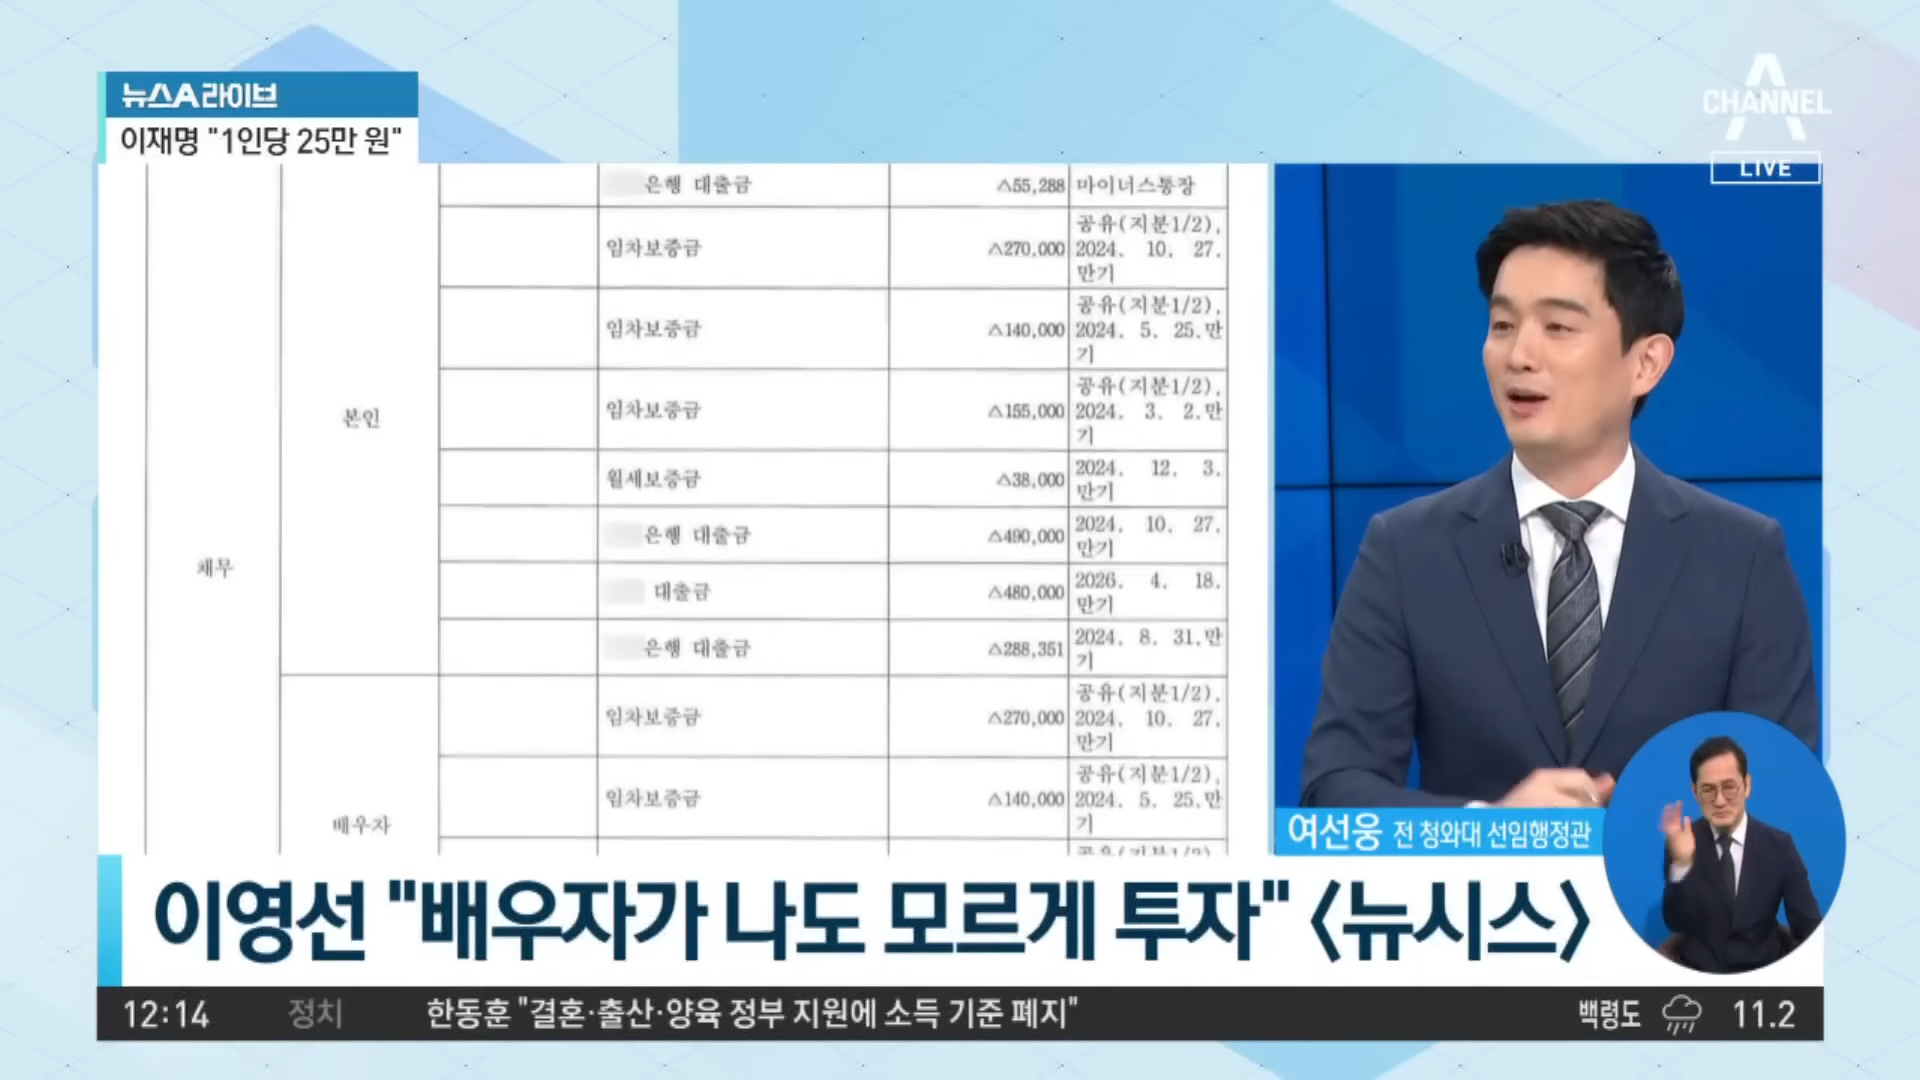 뉴스A라이브
이재명 "1인당 25만 원"
CHANNEL A
LIVE
은행 대출금 △55,288 마이너스통장
임차보증금 △270,000 공유(지분1/2), 2024. 10. 27. 만기
임차보증금 △140,000 공유(지분1/2), 2024. 5. 25.만기
본인
임차보증금 △155,000 공유(지분1/2), 2024. 3. 2.만기
월세보증금 △38,000 2024. 12. 3. 만기
은행 대출금 △490,000 2024. 10. 27. 만기
채무
대출금 △480,000 2026. 4. 18. 만기
은행 대출금 △288,351 2024. 8. 31.만기
임차보증금 △270,000 공유(지분1/2), 2024. 10. 27. 만기
배우자
임차보증금 △140,000 공유(지분1/2), 2024. 5. 25.만기
여선웅 전 청와대 선임행정관
이영선 "배우자가 나도 모르게 투자" <뉴시스>
12:14 정치 한동훈 "결혼·출산·양육 정부 지원에 소득 기준 폐지" 백령도 11.2